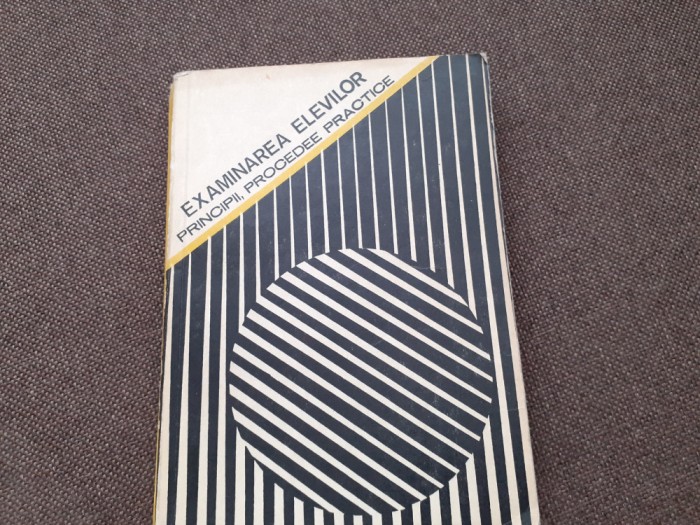 EXAMINAREA ELEVILOR
PRINCIPII, PROCEDEE PRACTICE